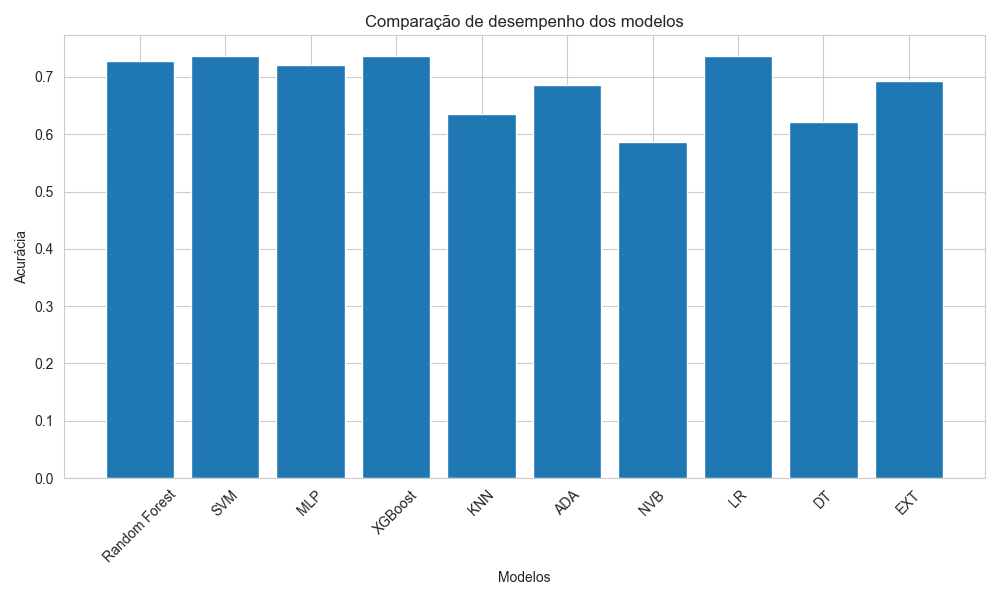 Comparação de desempenho dos modelos
Acurácia
0.7
0.6
0.5
0.4
0.3
0.2
0.1
0.0
Random Forest
SVM
MLP
XGBoost
KNN
ADA
NVB
LR
DT
EXT
Modelos